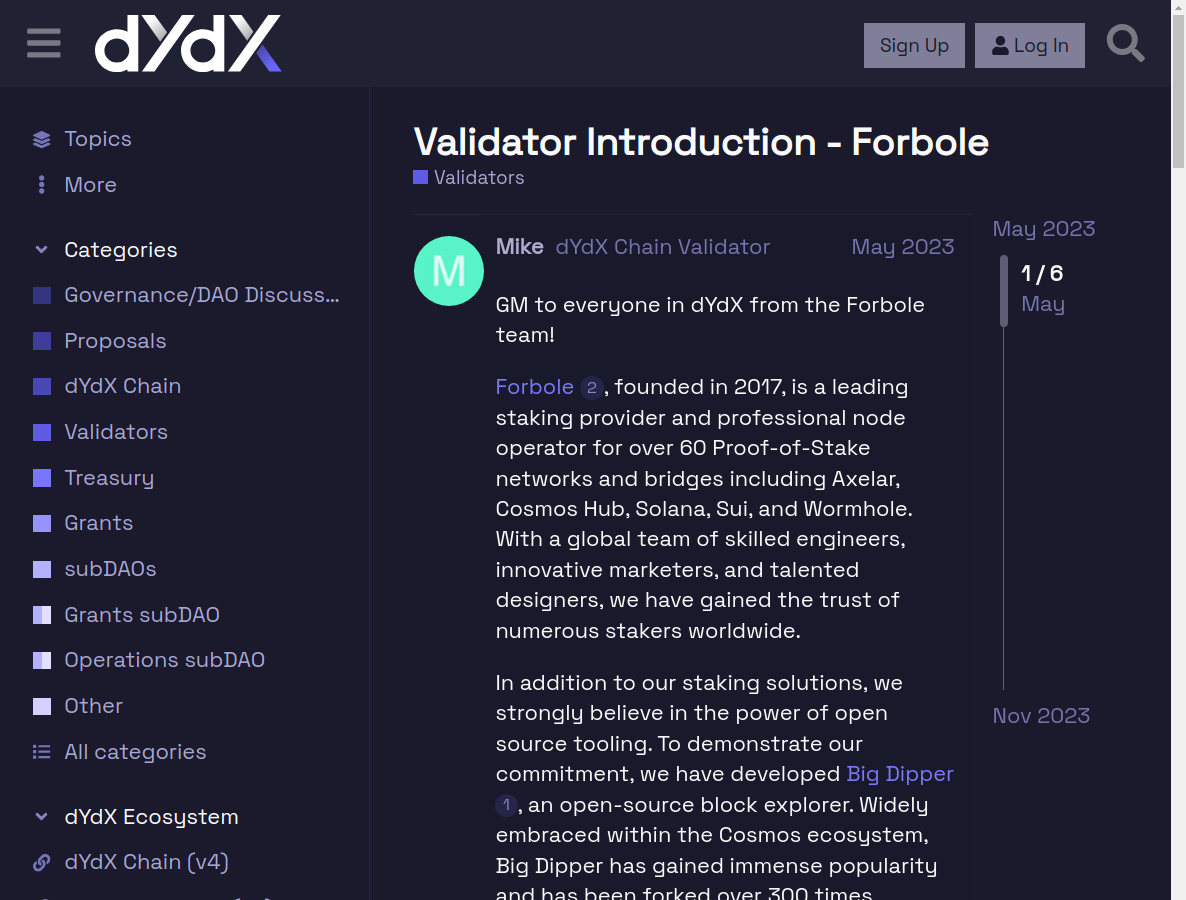 dYdX
Sign Up
Log In
Topics
More
Categories
Governance/DAO Discuss...
Proposals
dYdX Chain
Validators
Treasury
Grants
subDAOs
Grants subDAO
Operations subDAO
Other
All categories
dYdX Ecosystem
dYdX Chain (v4)
Validator Introduction - Forbole
Validators
M
Mike dYdX Chain Validator May 2023
GM to everyone in dYdX from the Forbole
team!
Forbole 2, founded in 2017, is a leading
staking provider and professional node
operator for over 60 Proof-of-Stake
networks and bridges including Axelar,
Cosmos Hub, Solana, Sui, and Wormhole.
With a global team of skilled engineers,
innovative marketers, and talented
designers, we have gained the trust of
numerous stakers worldwide.
In addition to our staking solutions, we
strongly believe in the power of open
source tooling. To demonstrate our
commitment, we have developed Big Dipper
1, an open-source block explorer. Widely
embraced within the Cosmos ecosystem,
Big Dipper has gained immense popularity
and has been forked over 300 times
May 2023
1 / 6
May
Nov 2023